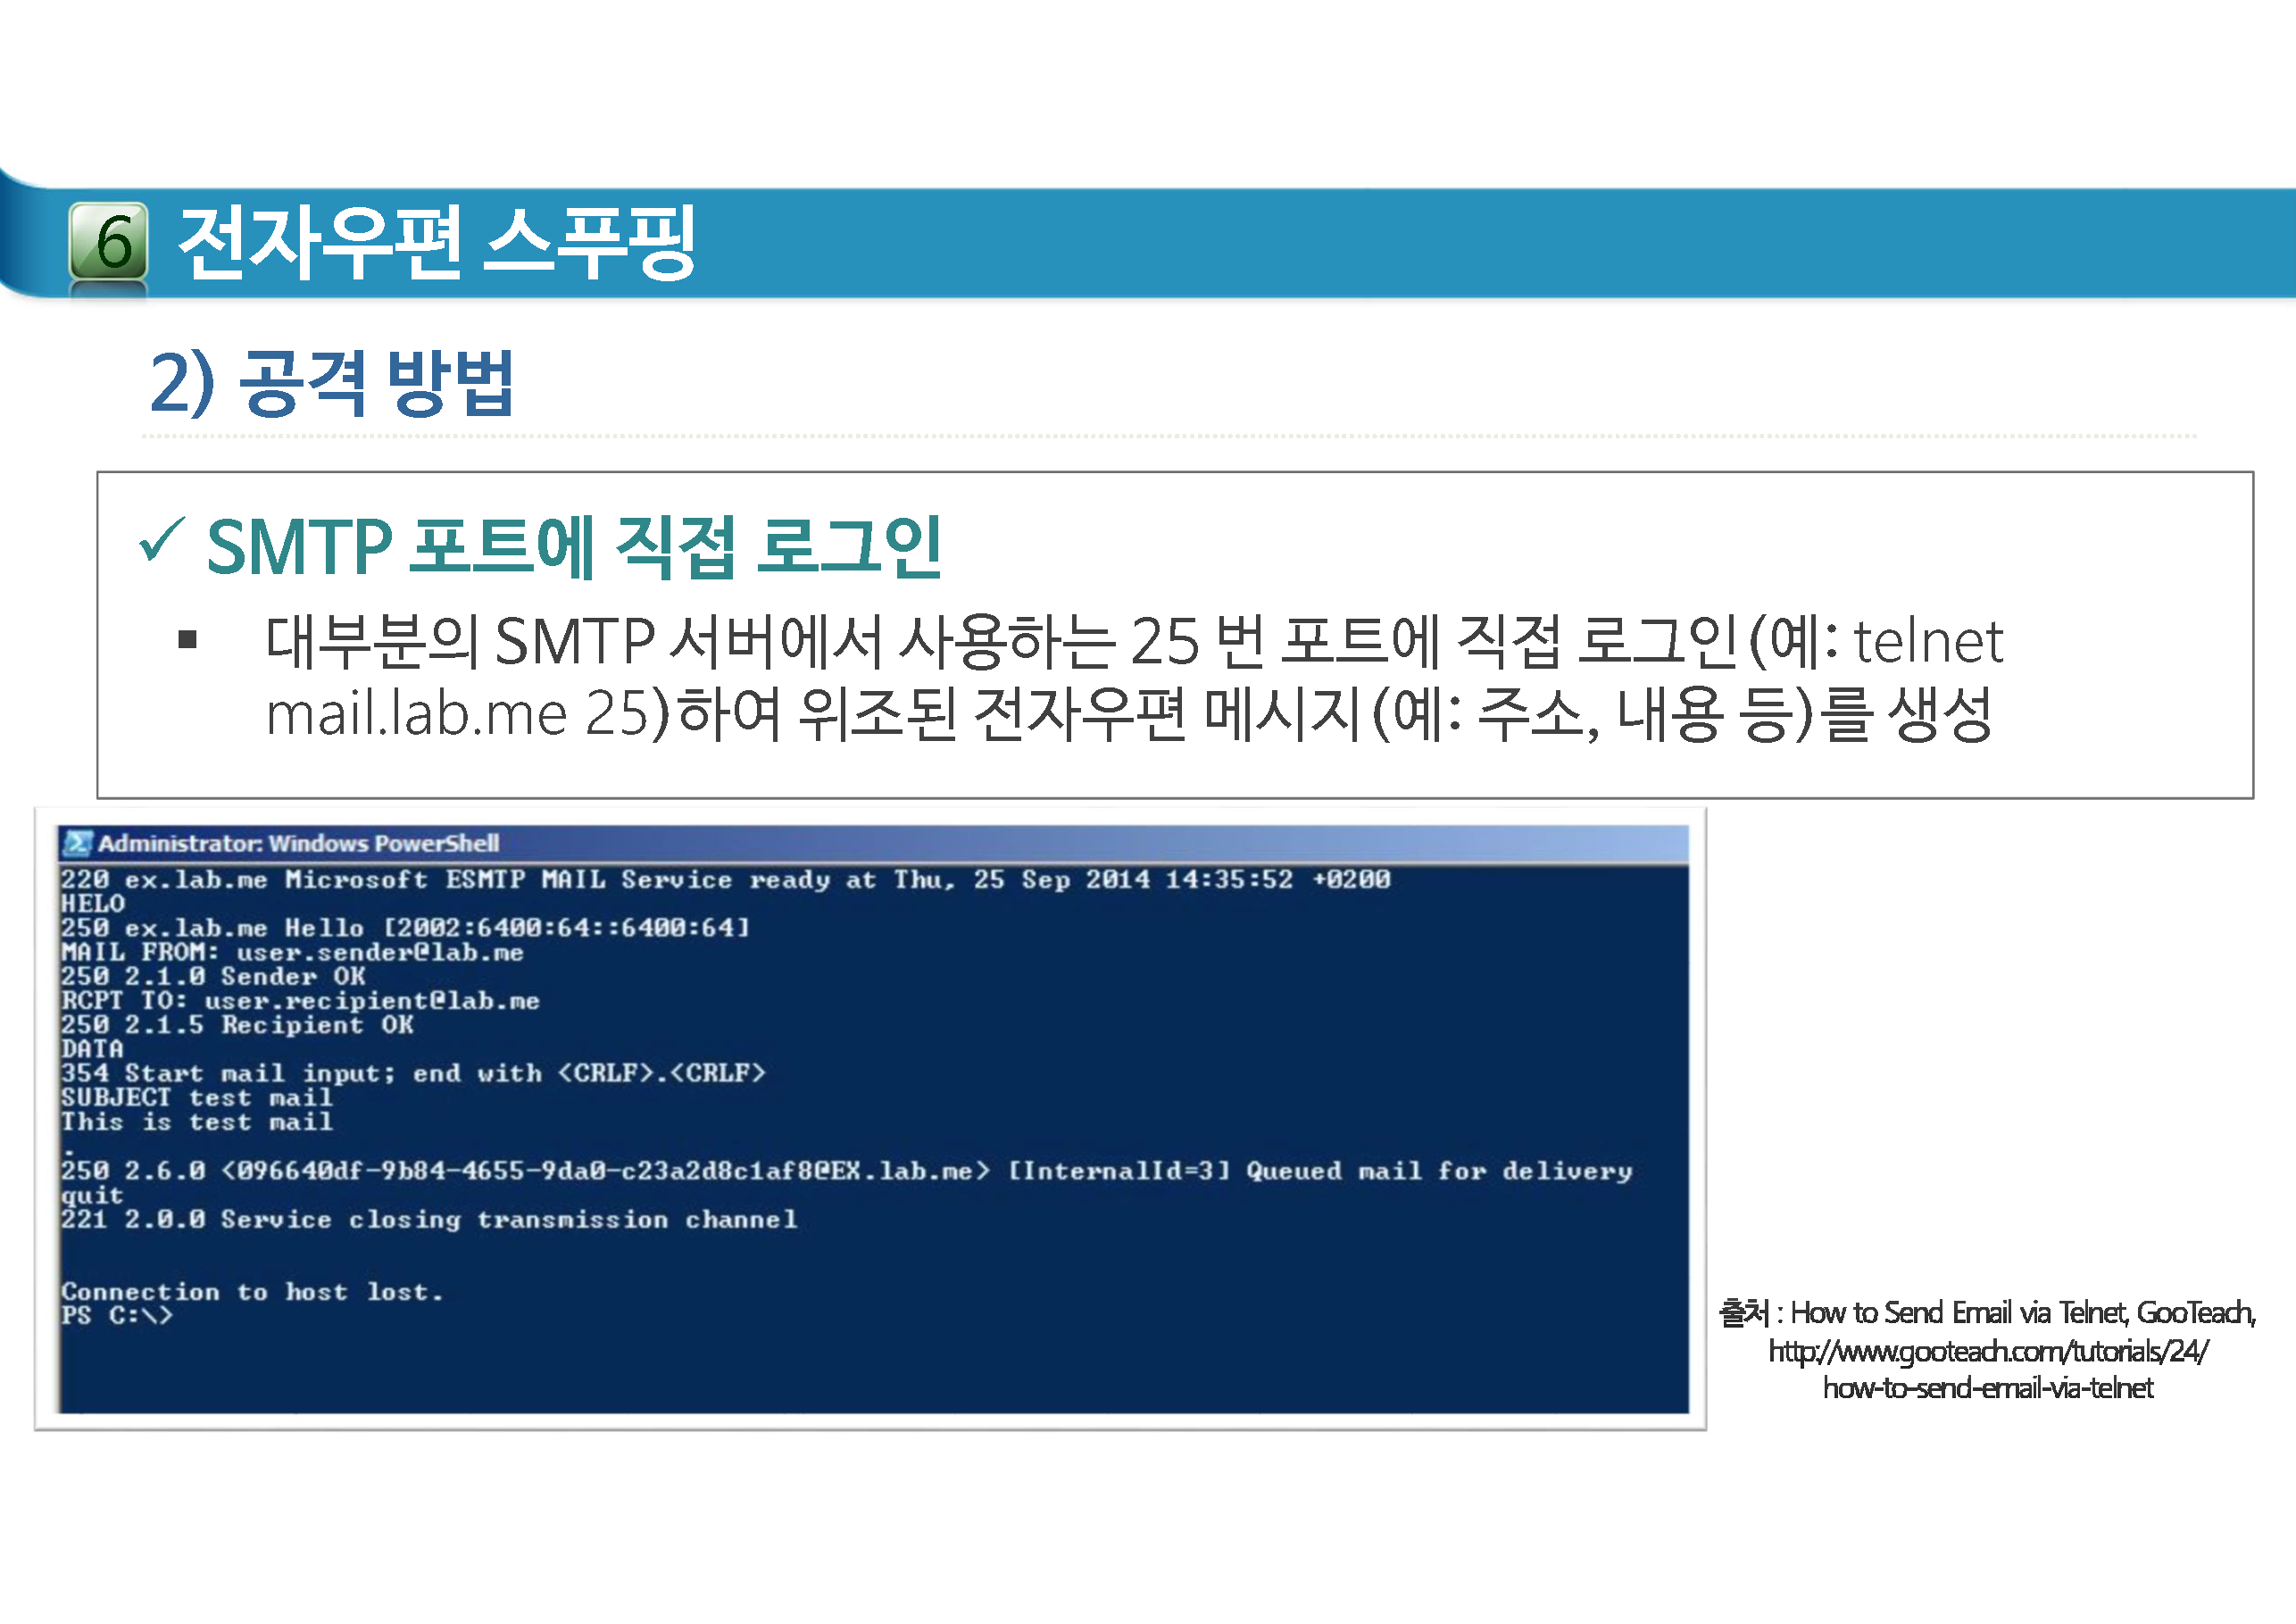 6 전자우편 스푸핑
2) 공격 방법
✓ SMTP 포트에 직접 로그인
▪ 대부분의 SMTP 서버에서 사용하는 25 번 포트에 직접 로그인(예: telnet
mail.lab.me 25)하여 위조된 전자우편 메시지(예: 주소, 내용 등)를 생성
Administrator: Windows PowerShell
220 ex.lab.me Microsoft ESMTP MAIL Service ready at Thu, 25 Sep 2014 14:35:52 +0200
HELO
250 ex.lab.me Hello [2002:6400:64::6400:64]
MAIL FROM: user.sender@lab.me
250 2.1.0 Sender OK
RCPT TO: user.recipient@lab.me
250 2.1.5 Recipient OK
DATA
354 Start mail input; end with <CRLF>.<CRLF>
SUBJECT test mail
This is test mail
.
250 2.6.0 <096640df-9b84-4655-9da0-c23a2d8c1af8@EX.lab.me> [InternalId=3] Queued mail for delivery
quit
221 2.0.0 Service closing transmission channel
Connection to host lost.
PS C:\>
출처 : How to Send Email via Telnet, GooTeach,
http://www.gooteach.com/tutorials/24/
how-to-send-email-via-telnet